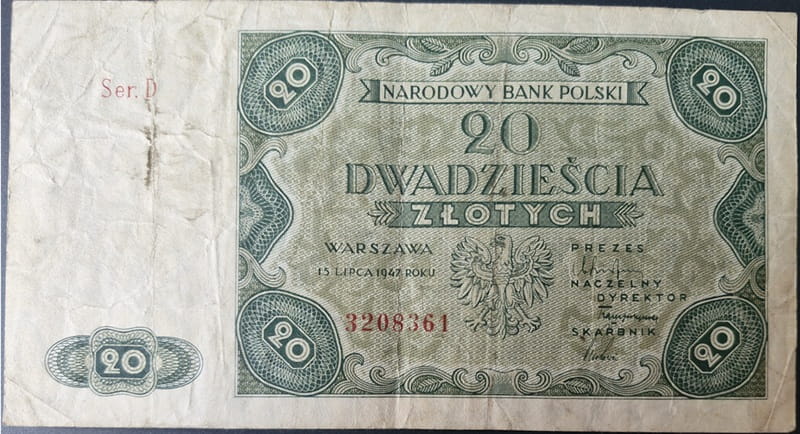 Ser. D
20
20
NARODOWY BANK POLSKI
20
DWADZIEŚCIA
ZŁOTYCH
WARSZAWA
15 LIPCA 1947 ROKU
3208361
PREZES
NACZELNY
DYREKTOR
SKARBNIK
20
20
20